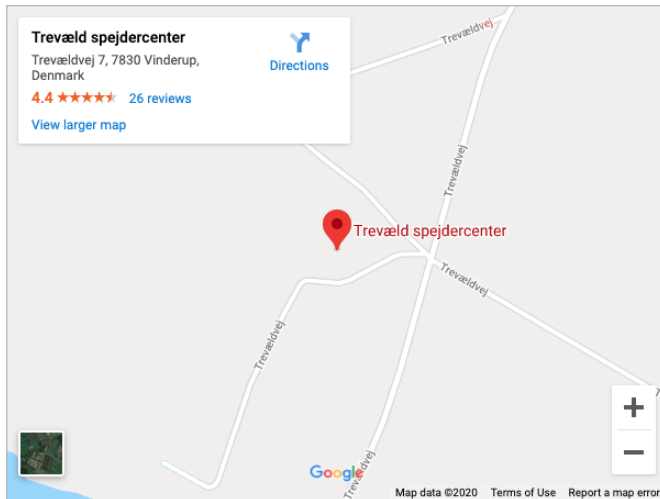 Trevæld spejdercenter
Trevældvej 7, 7830 Vinderup,
Denmark
Directions
4.4 26 reviews
View larger map
Trevældvej
Trevældvej
Trevæld spejdercenter
Trevældvej
Trevældvej
Trevældvej
+
−
Google
Map data ©2020 Terms of Use Report a map error